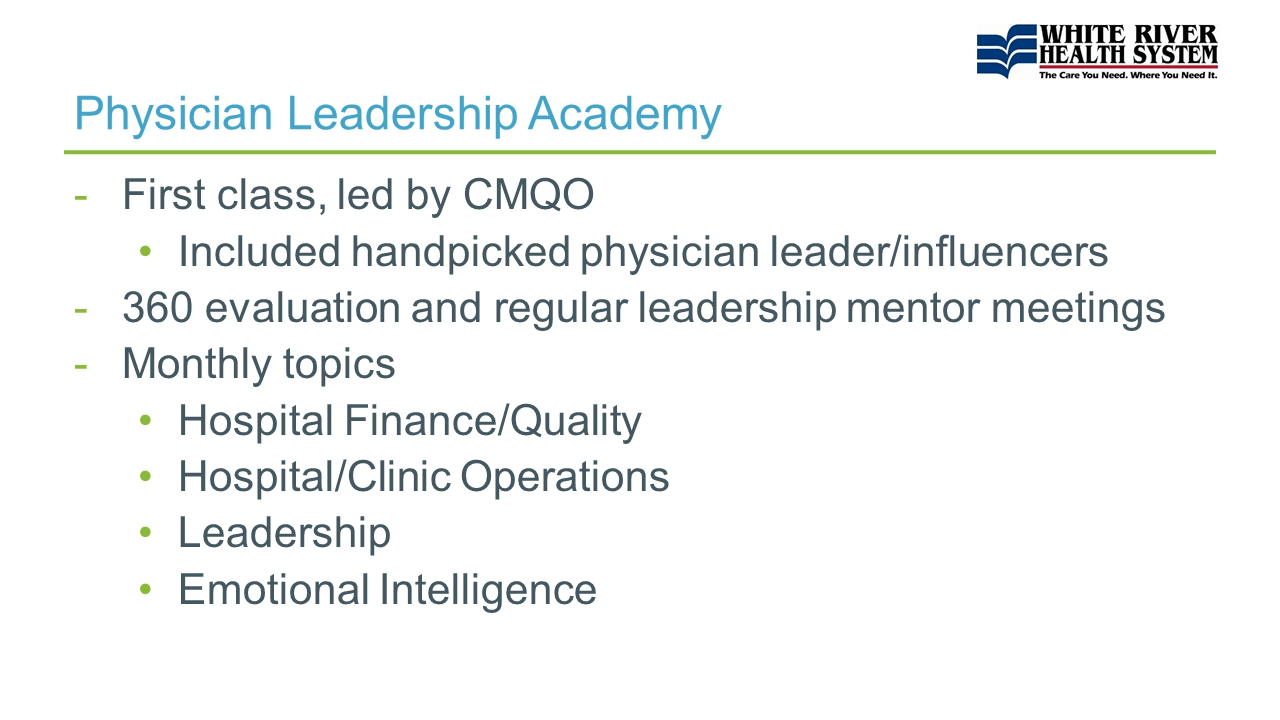 WHITE RIVER
HEALTH SYSTEM
The Care You Need. Where You Need It.
Physician Leadership Academy
- First class, led by CMQO
• Included handpicked physician leader/influencers
- 360 evaluation and regular leadership mentor meetings
- Monthly topics
• Hospital Finance/Quality
• Hospital/Clinic Operations
• Leadership
• Emotional Intelligence